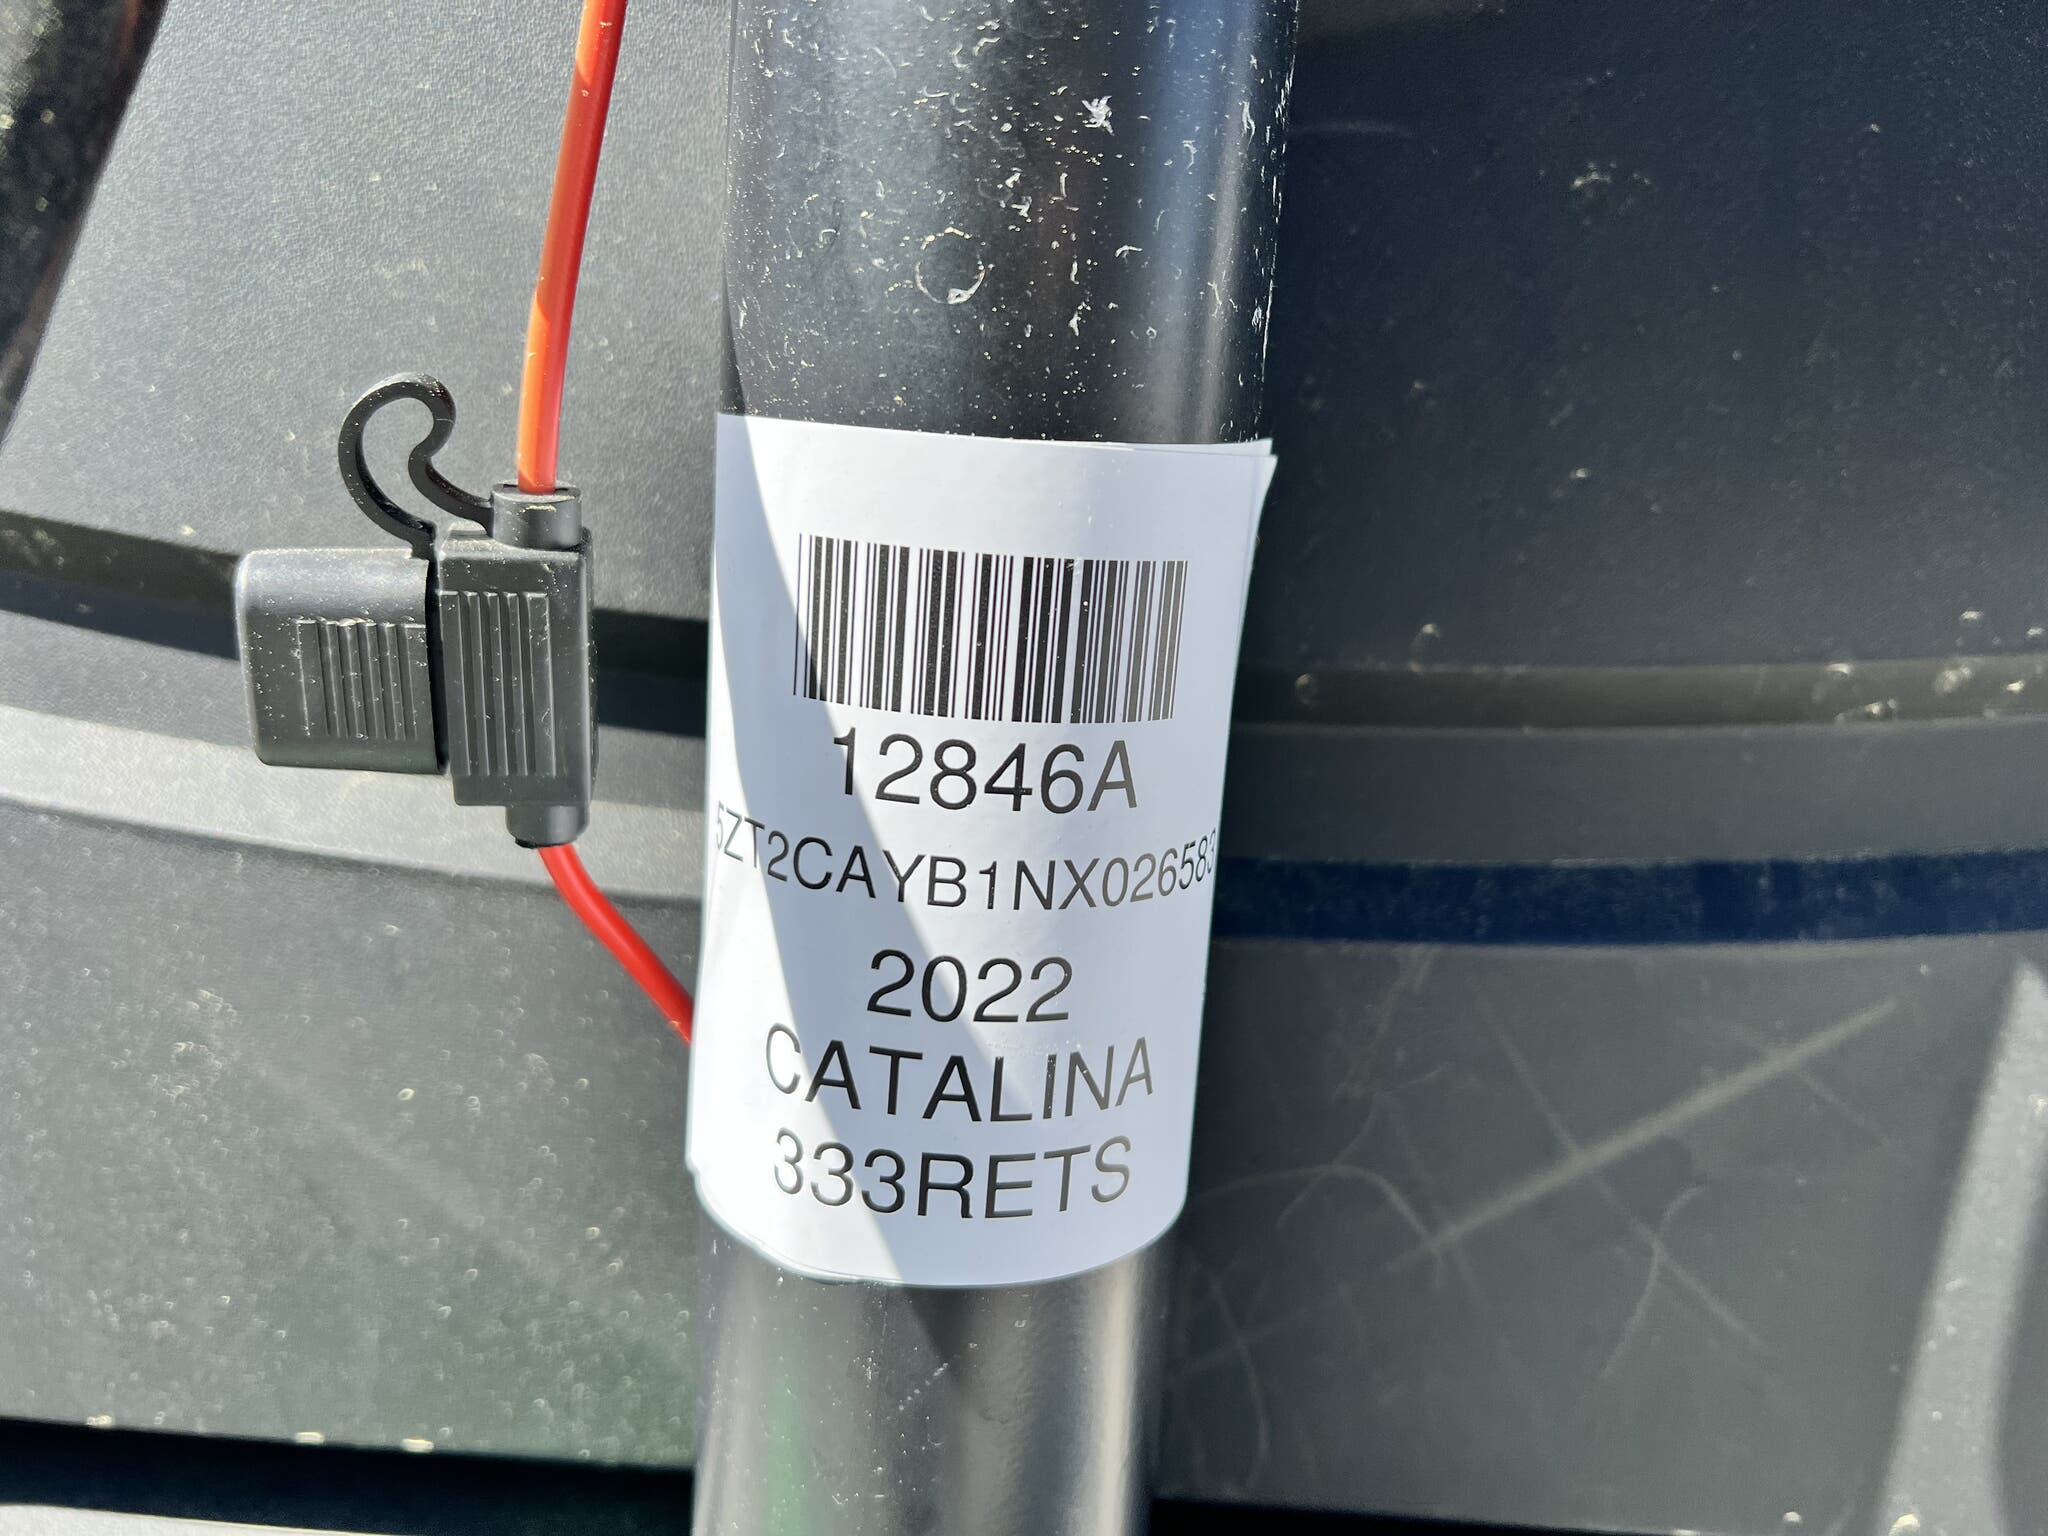 12846A
5ZT2CAYB1NX026583
2022
CATALINA
333RETS